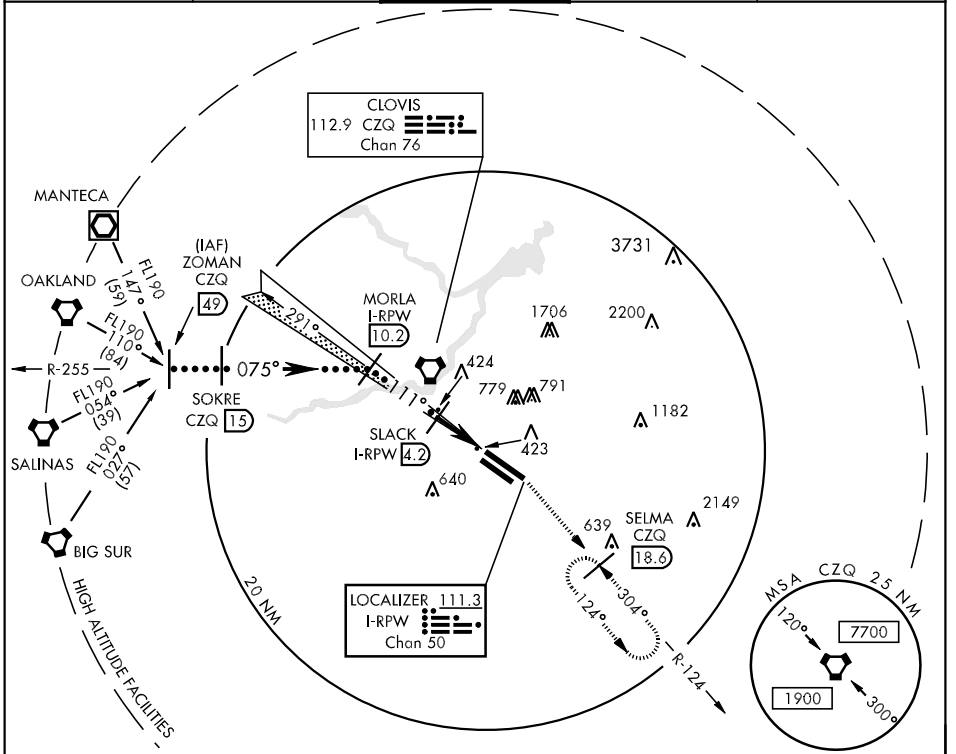 CLOVIS
112.9 CZQ
Chan 76
MANTECA
(IAF)
ZOMAN
CZQ
49
FL190
147°
(59)
OAKLAND
FL190
110°
(84)
R-255
FL190
054°
(39)
SALINAS
FL190
027°
(57)
BIG SUR
HIGH ALTITUDE FACILITIES
075°
SOKRE
CZQ 15
291°
MORLA
I-RPW
10.2
111°
SLACK
I-RPW 4.2
3731
1706
2200
424
779
791
1182
423
640
2149
639
SELMA
CZQ
18.6
LOCALIZER 111.3
I-RPW
Chan 50
20 NM
124°
304°
R-124
MSA CZQ 25 NM
120°
7700
1900
300°